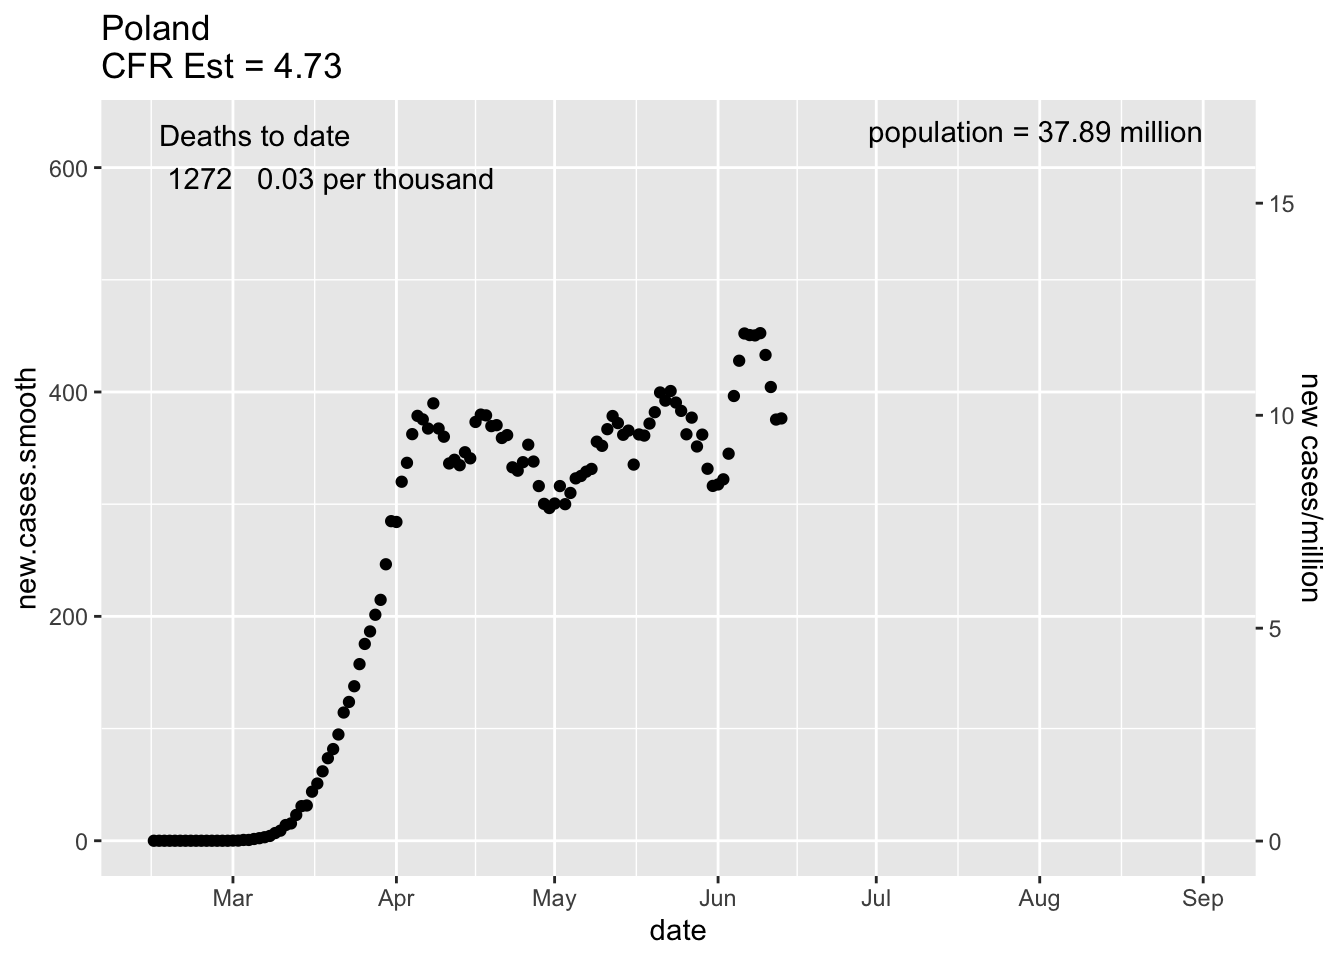 Poland
CFR Est = 4.73
Deaths to date
1272 0.03 per thousand
population = 37.89 million
600
400
200
0
new.cases.smooth
15
10
5
0
new cases/million
Mar Apr May Jun Jul Aug Sep
date